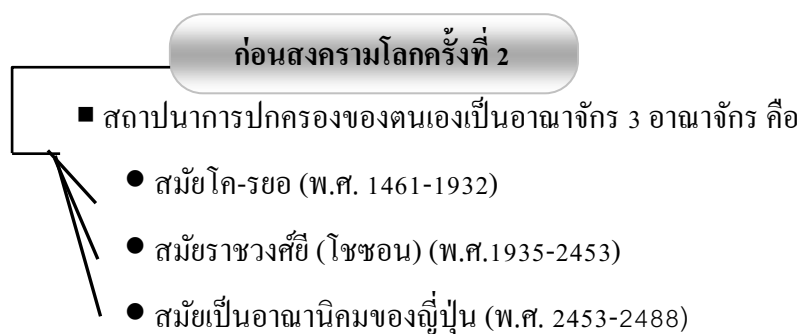 ก่อนสงครามโลกครั้งที่ 2
■ สถาปนาการปกครองของตนเองเป็นอาณาจักร 3 อาณาจักร คือ
● สมัยโค-รยอ (พ.ศ. 1461-1932)
● สมัยราชวงศ์ยี (โชซอน) (พ.ศ.1935-2453)
● สมัยเป็นอาณานิคมของญี่ปุ่น (พ.ศ. 2453-2488)